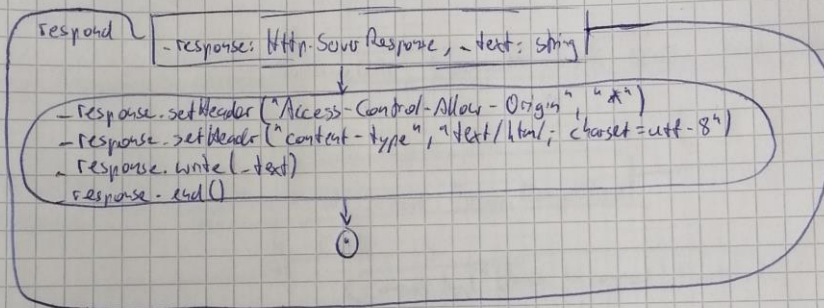 respond
_response: Http.ServerResponse, _text: string
_response.setHeader("Access-Control-Allow-Origin", "*")
_response.setHeader("content-type", "text/html; charset=utf-8")
_response.write(_text)
_response.end()